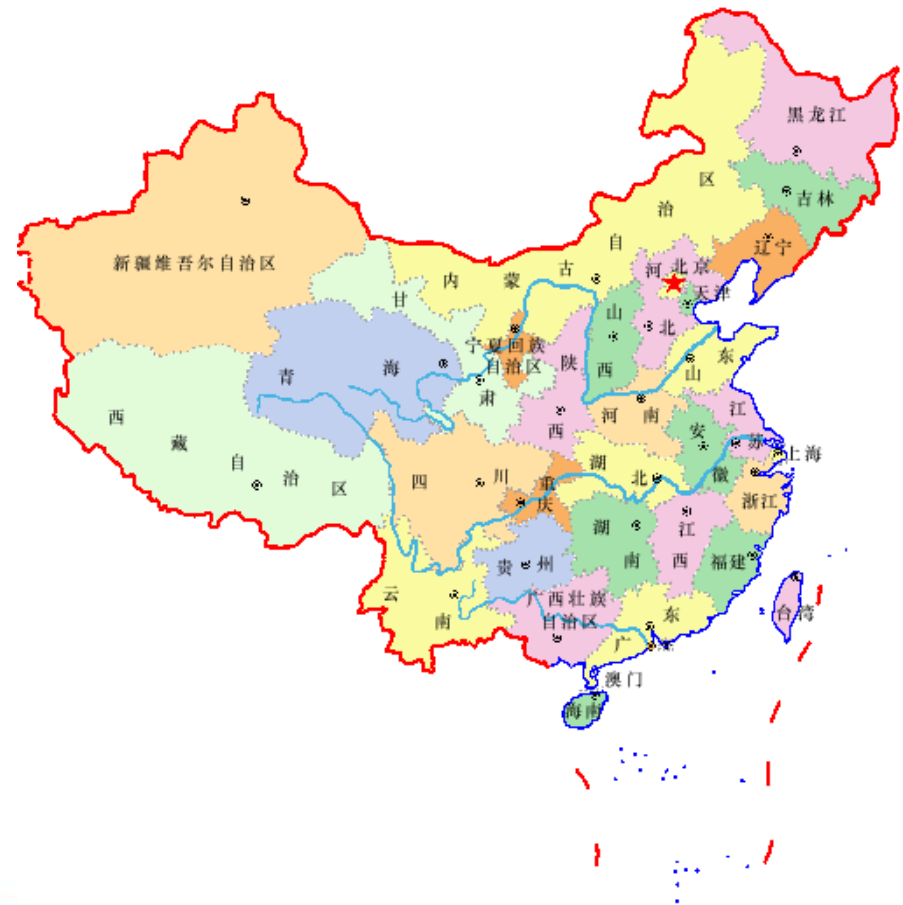 黑龙江
吉林
辽宁
内蒙古自治区
新疆维吾尔自治区
河北
北京
天津
甘肃
山西
宁夏回族
自治区
陕西
青海
山东
河南
江苏
安徽
上海
西藏自治区
四川
重庆
湖北
浙江
湖南
江西
福建
贵州
云南
广西壮族
自治区
广东
台湾
澳门
海南